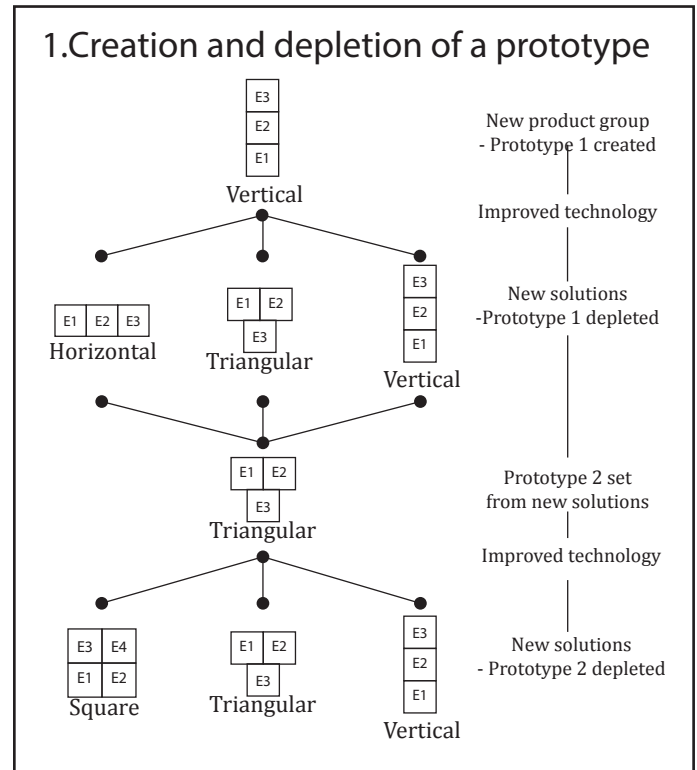 1.Creation and depletion of a prototype
E3
E2
E1
Vertical
New product group
- Prototype 1 created
Improved technology
E1 E2 E3
Horizontal
E1 E2
E3
Triangular
E3
E2
E1
Vertical
New solutions
-Prototype 1 depleted
E1 E2
E3
Triangular
Prototype 2 set
from new solutions
Improved technology
E3 E4
E1 E2
Square
E1 E2
E3
Triangular
E3
E2
E1
Vertical
New solutions
- Prototype 2 depleted